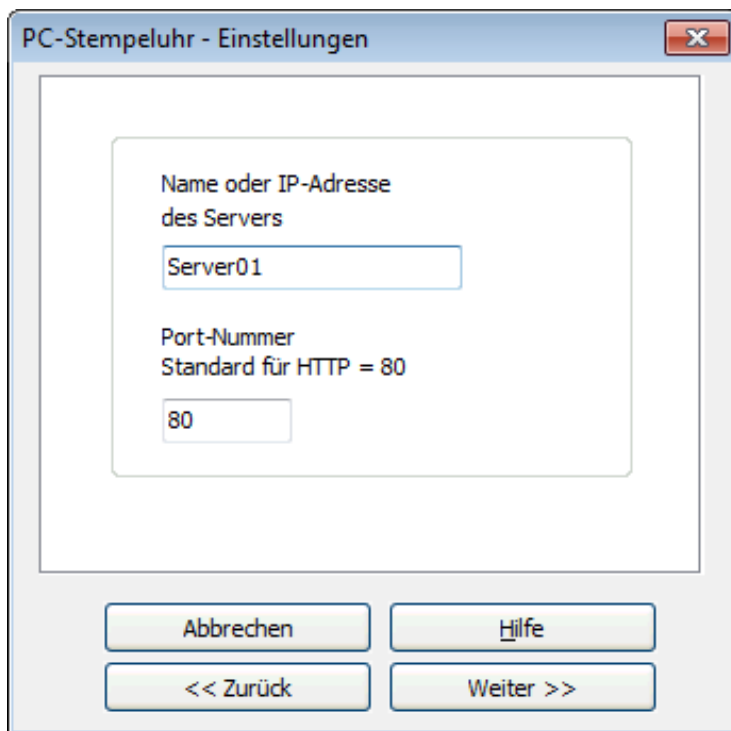 PC-Stempeluhr - Einstellungen
Name oder IP-Adresse
des Servers
Server01
Port-Nummer
Standard für HTTP = 80
80
Abbrechen
Hilfe
<< Zurück
Weiter >>